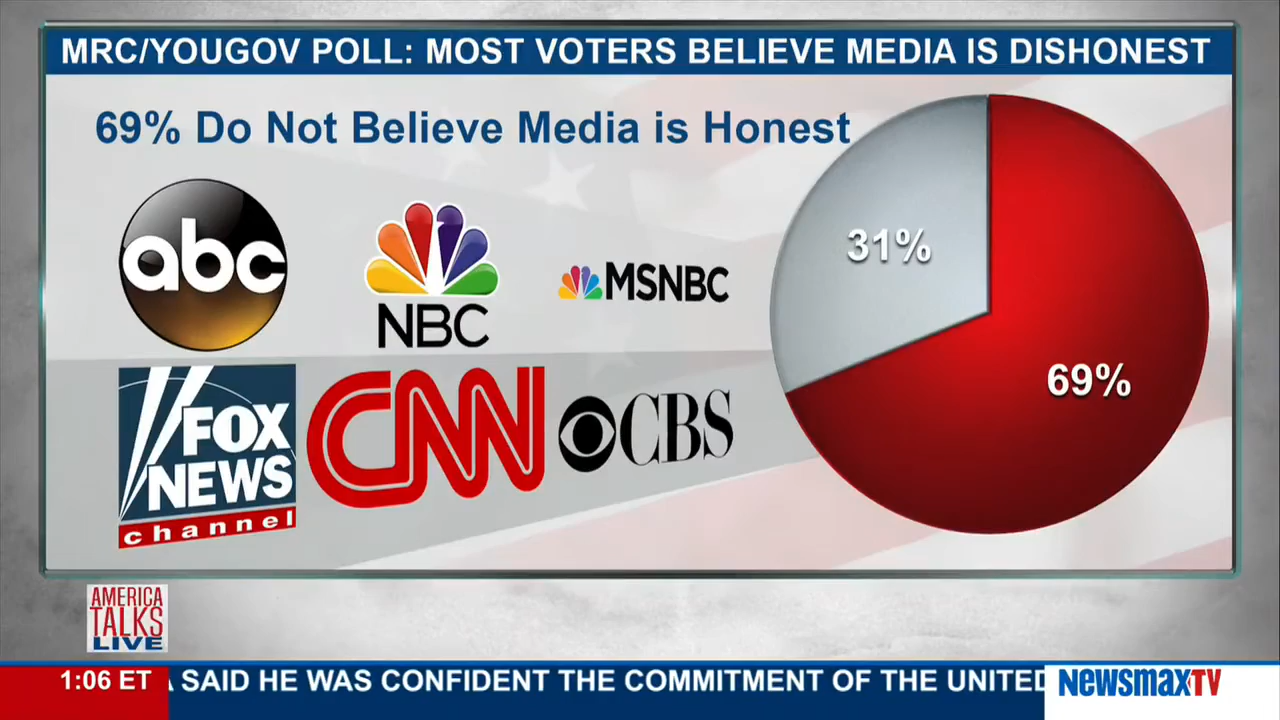 MRC/YOUGOV POLL: MOST VOTERS BELIEVE MEDIA IS DISHONEST
69% Do Not Believe Media is Honest
abc
NBC
MSNBC
31%
69%
FOX
NEWS
channel
CNN
CBS
AMERICA
TALKS
LIVE
1:06 ET
SAID HE WAS CONFIDENT THE COMMITMENT OF THE UNITED
NEWSMAXTV